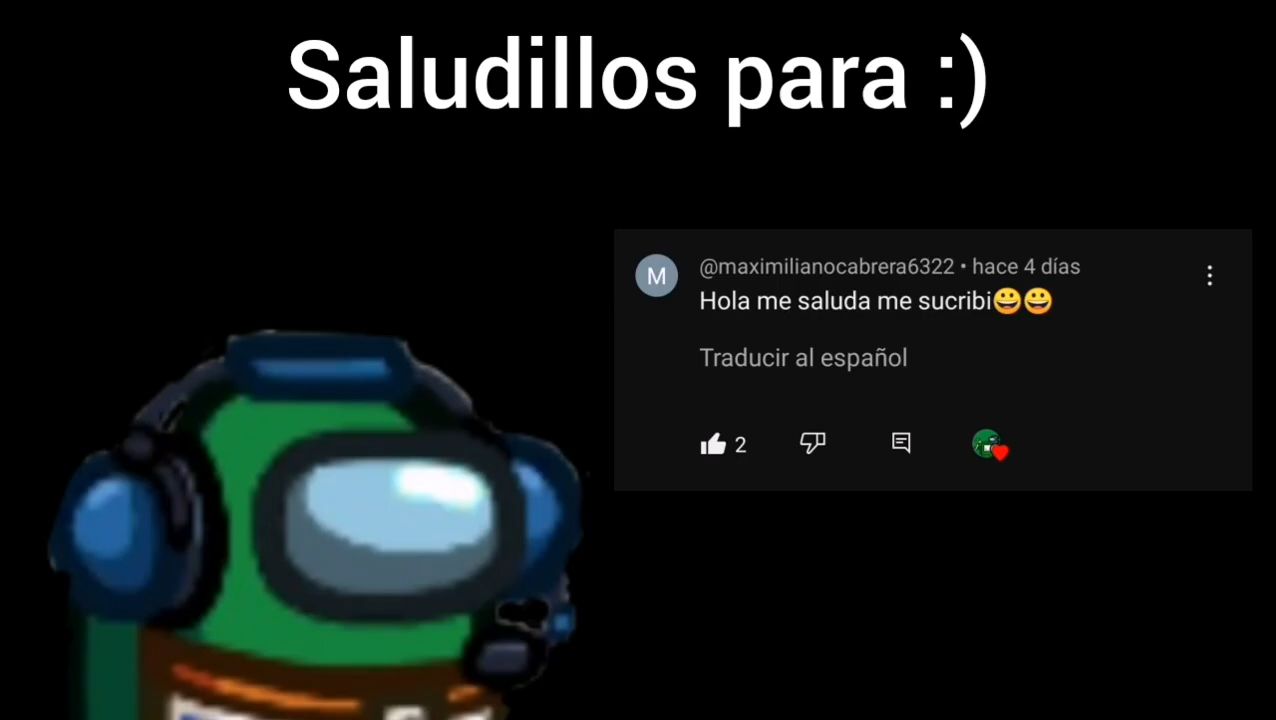 Saludillos para :)
M
@maximilianocabrera6322 • hace 4 días
Hola me saluda me sucribi😀😀
Traducir al español
2